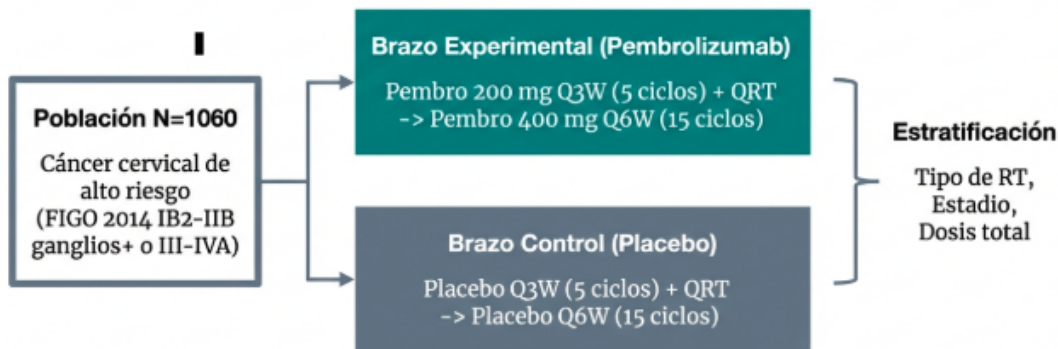 Población N=1060
Cáncer cervical de
alto riesgo
(FIGO 2014 IB2-IIB
ganglios+ o III-IVA)
Brazo Experimental (Pembrolizumab)
Pembro 200 mg Q3W (5 ciclos) + QRT
-> Pembro 400 mg Q6W (15 ciclos)
Brazo Control (Placebo)
Placebo Q3W (5 ciclos) + QRT
-> Placebo Q6W (15 ciclos)
Estratificación
Tipo de RT,
Estadio,
Dosis total